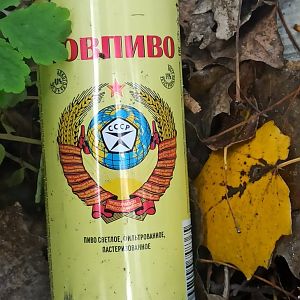 ОВПИВО
СССР
ПИВО СВЕТЛОЕ, ФИЛЬТРОВАННОЕ,
ПАСТЕРИЗОВАННОЕ